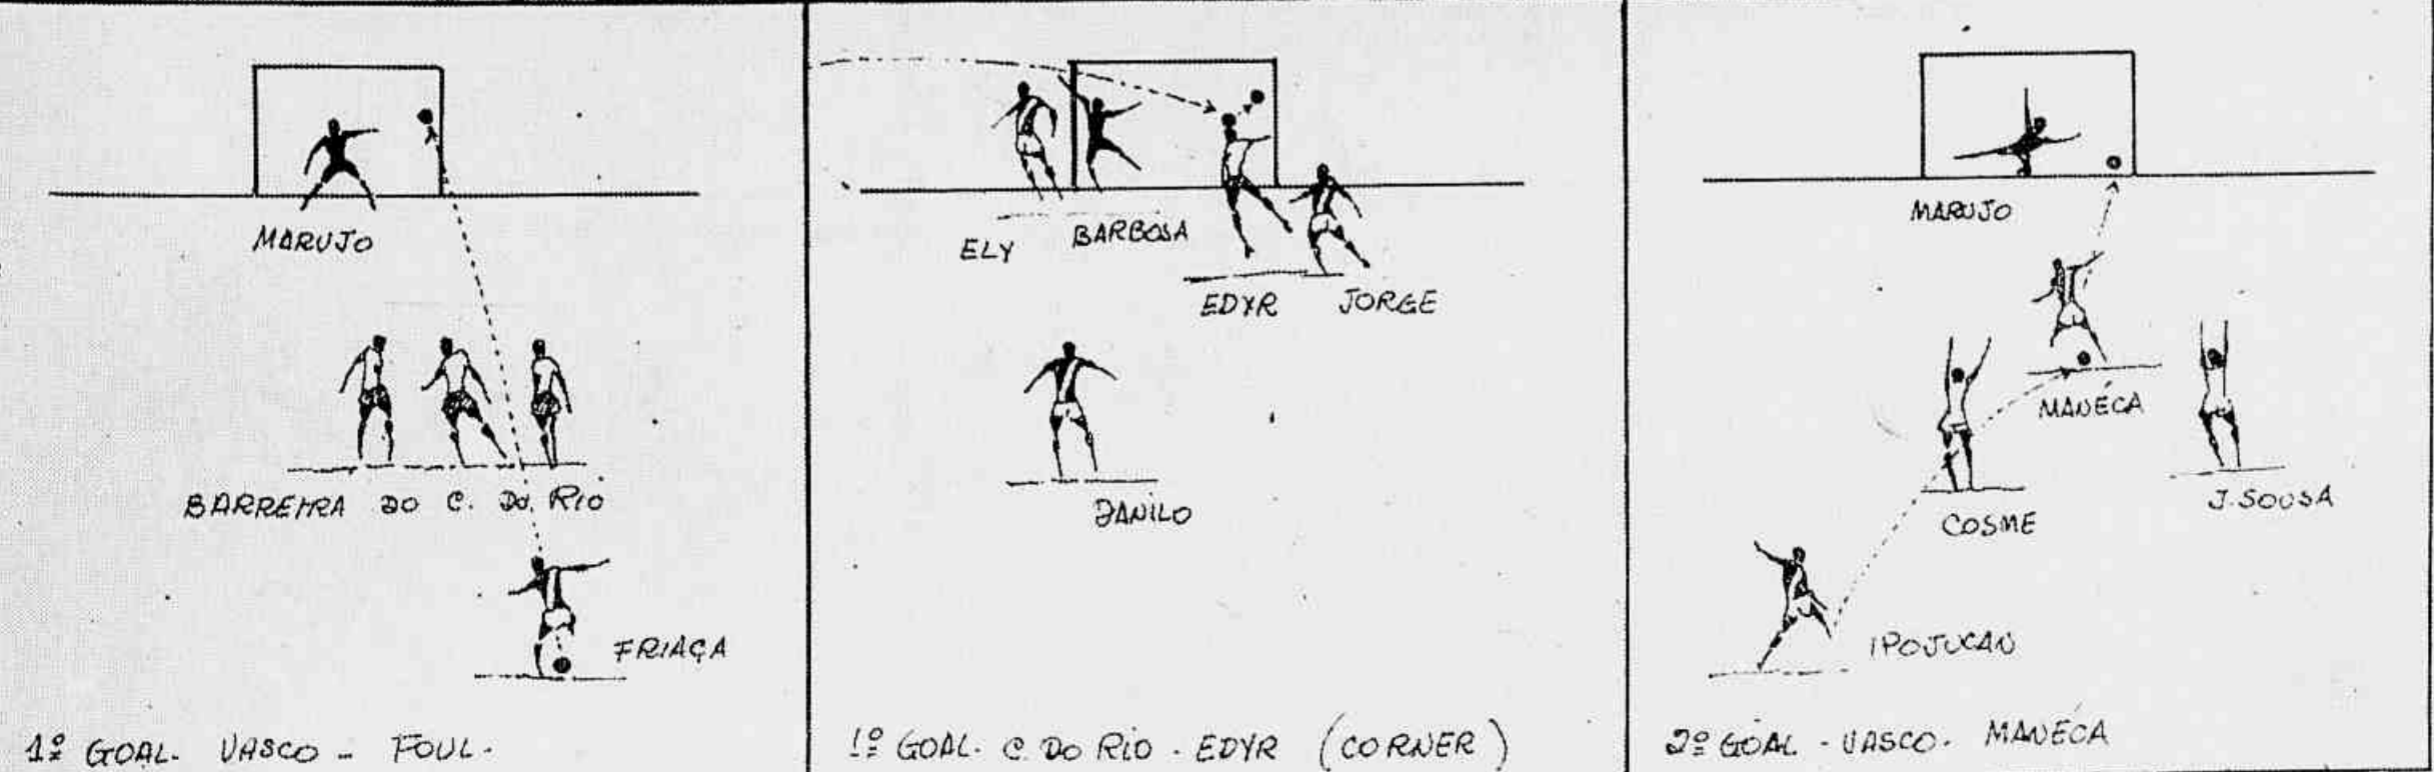 MARUJO
BARREIRA DO C. DO RIO
FRIAÇA
1º GOAL. VASCO - FOUL.
ELY
BARBOSA
EDYR
JORGE
DANILO
1º GOAL. C. DO RIO - EDYR (CORNER)
MARUJO
MANÉCA
COSME
J. SOUSA
IPOJUCAN
2º GOAL - VASCO. MANÉCA